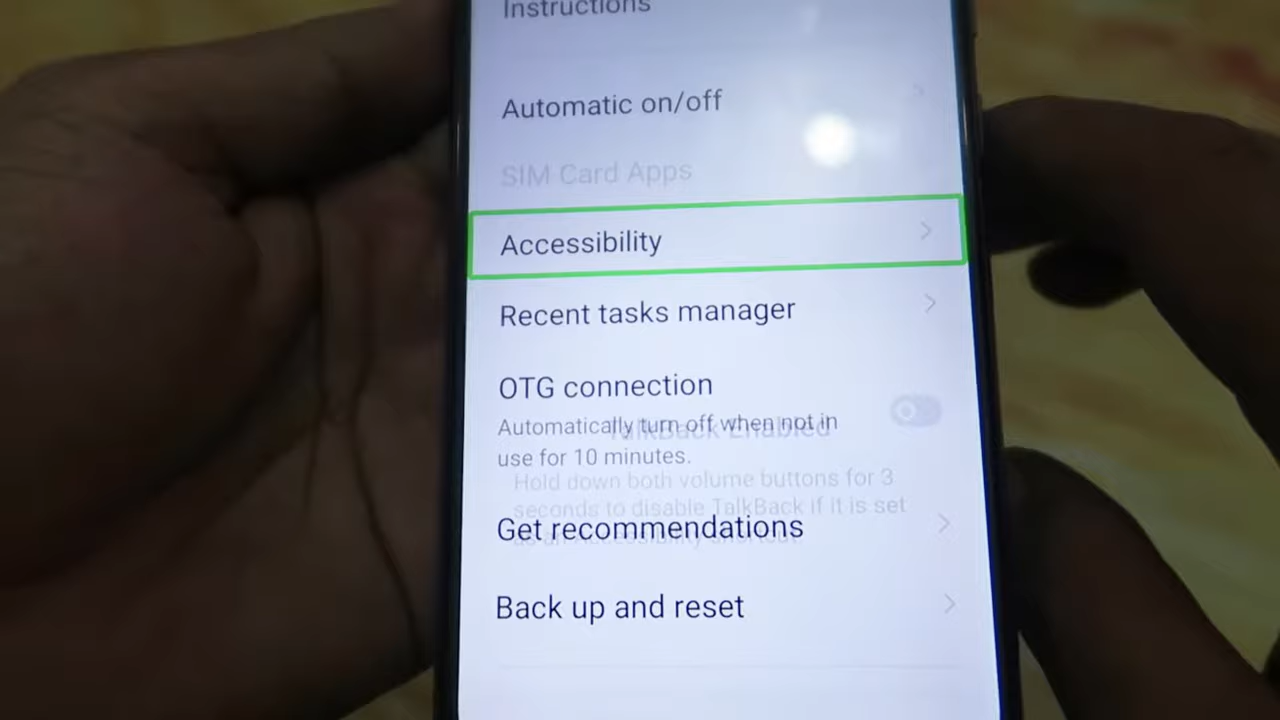 Instructions
Automatic on/off
SIM Card Apps
Accessibility
Recent tasks manager
OTG connection
Automatically turn off when not in
use for 10 minutes.
TalkBack Enabled
Hold down both volume buttons for 3
seconds to disable TalkBack if it is set
Get recommendations
Back up and reset